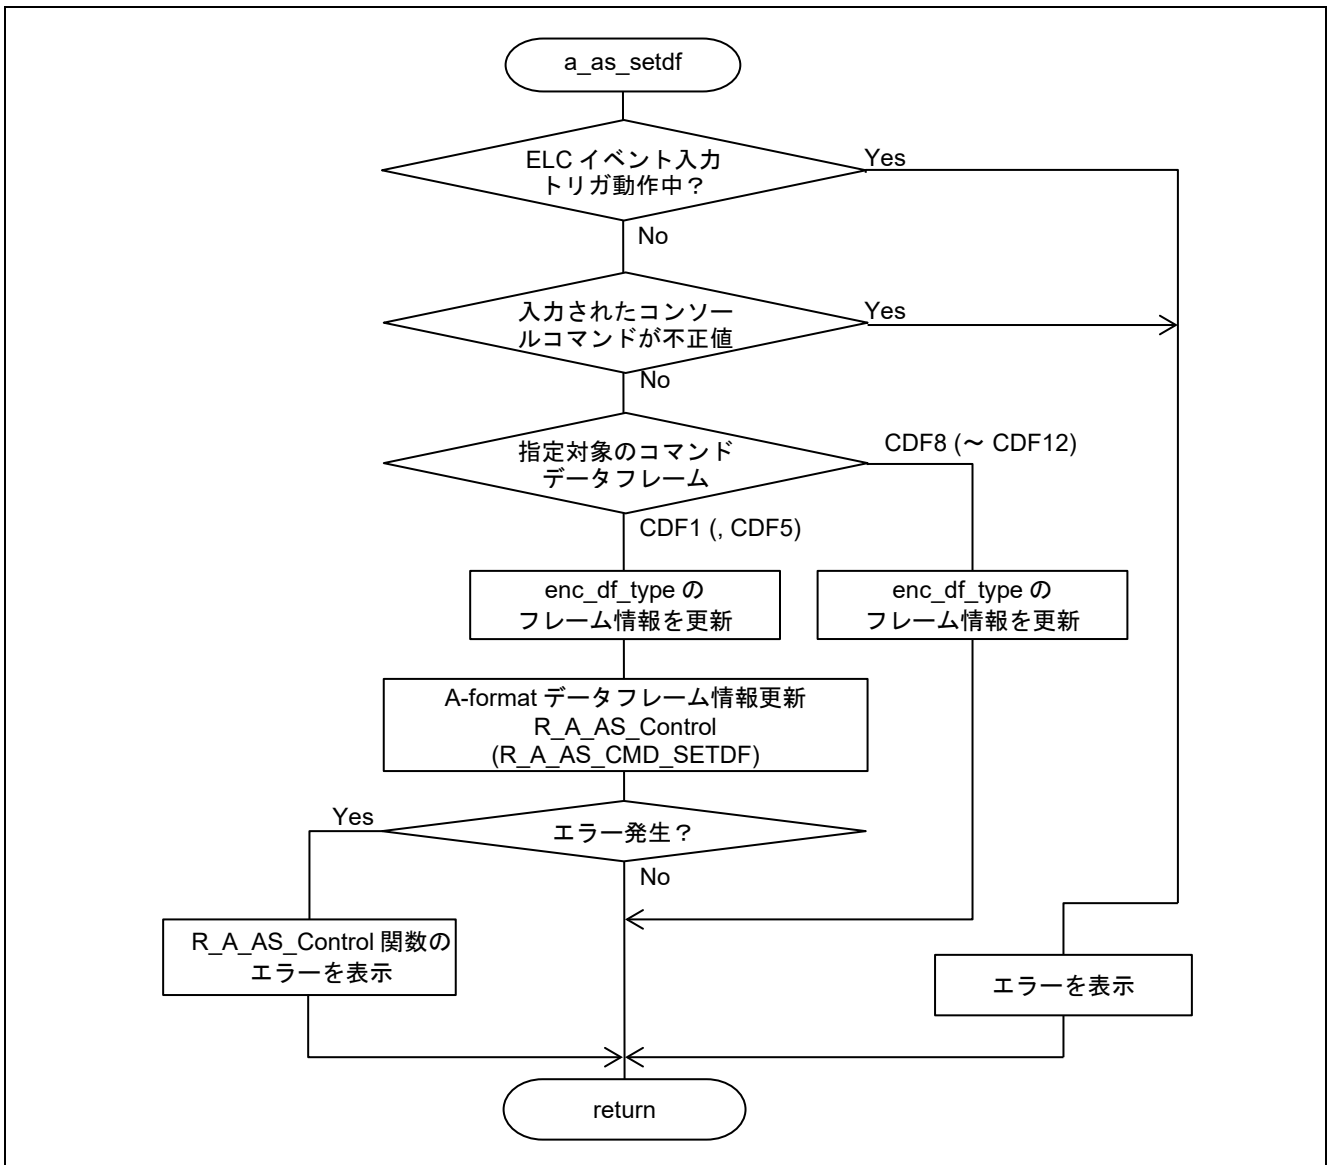 a_as_setdf
ELC イベント入力
トリガ動作中？
Yes
No
入力されたコンソー
ルコマンドが不正値
Yes
No
指定対象のコマンド
データフレーム
CDF8 (～ CDF12)
CDF1 (, CDF5)
enc_df_type の
フレーム情報を更新
enc_df_type の
フレーム情報を更新
A-format データフレーム情報更新
R_A_AS_Control
(R_A_AS_CMD_SETDF)
Yes
エラー発生？
No
R_A_AS_Control 関数の
エラーを表示
エラーを表示
return